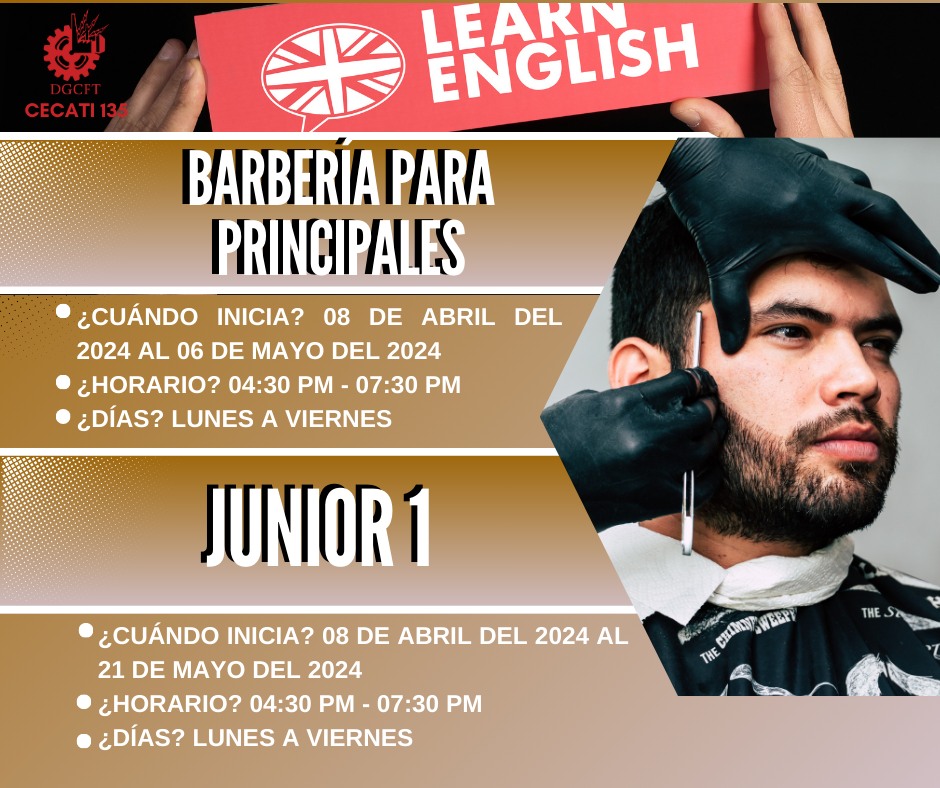 LEARN
ENGLISH
DGCFT
CECATI 135
BARBERÍA PARA
PRINCIPALES
¿CUÁNDO INICIA? 08 DE ABRIL DEL
2024 AL 06 DE MAYO DEL 2024
¿HORARIO? 04:30 PM - 07:30 PM
¿DÍAS? LUNES A VIERNES
JUNIOR 1
¿CUÁNDO INICIA? 08 DE ABRIL DEL 2024 AL
21 DE MAYO DEL 2024
¿HORARIO? 04:30 PM - 07:30 PM
¿DÍAS? LUNES A VIERNES
THE
THE